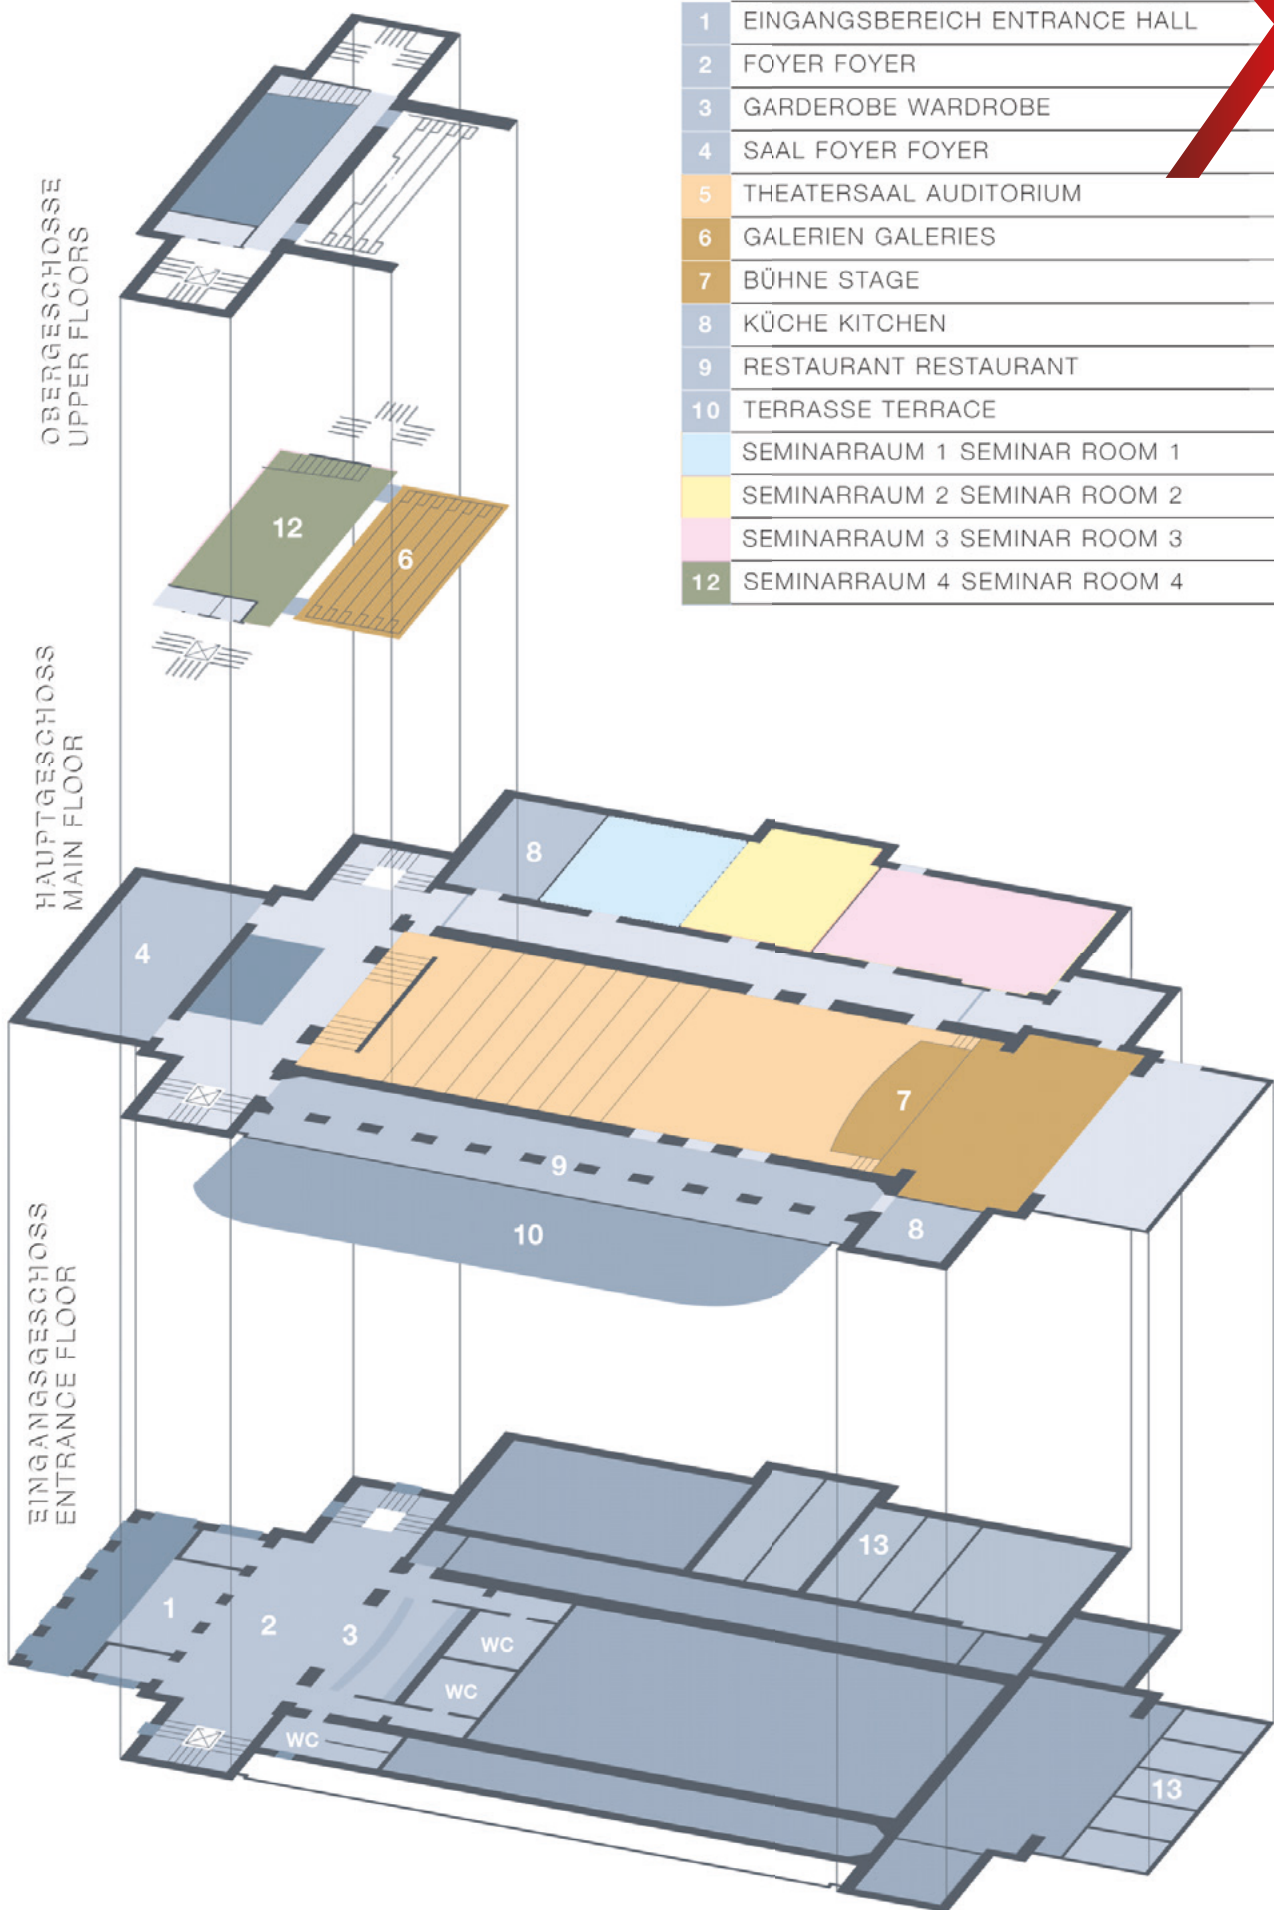 1 EINGANGSBEREICH ENTRANCE HALL
2 FOYER FOYER
3 GARDEROBE WARDROBE
4 SAAL FOYER FOYER
5 THEATERSAAL AUDITORIUM
6 GALERIEN GALERIES
7 BÜHNE STAGE
8 KÜCHE KITCHEN
9 RESTAURANT RESTAURANT
10 TERRASSE TERRACE
SEMINARRAUM 1 SEMINAR ROOM 1
SEMINARRAUM 2 SEMINAR ROOM 2
SEMINARRAUM 3 SEMINAR ROOM 3
12 SEMINARRAUM 4 SEMINAR ROOM 4
OBERGESCHOSSE
UPPER FLOORS
12
6
HAUPTGESCHOSS
MAIN FLOOR
8
4
7
9
8
10
EINGANGSGESCHOSS
ENTRANCE FLOOR
13
1
2
3
WC
WC
WC
13